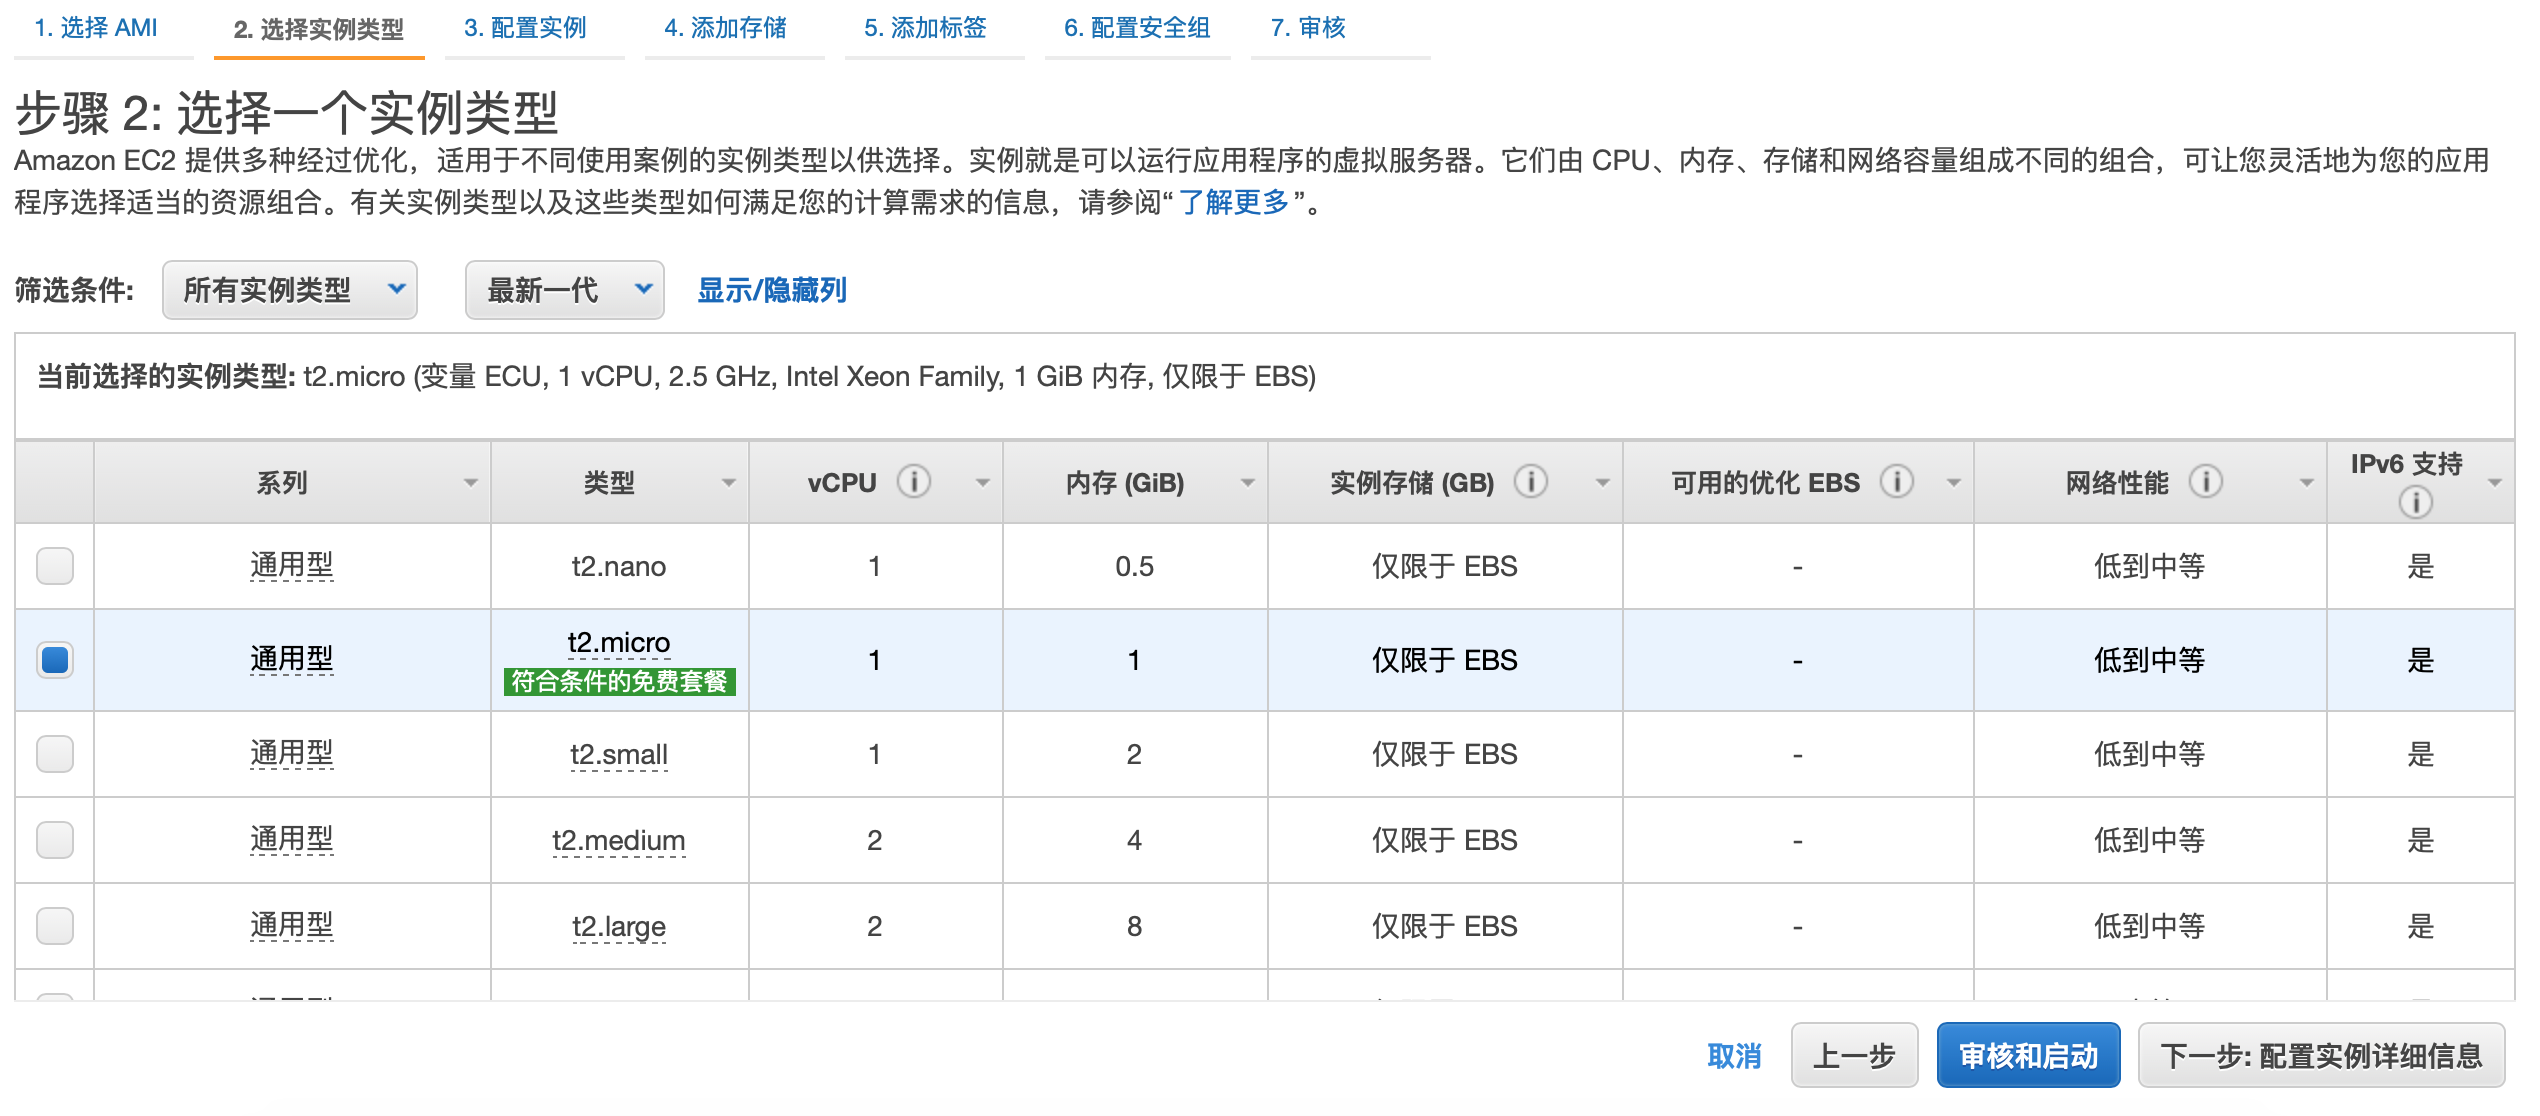 1. 选择 AMI 2. 选择实例类型 3. 配置实例 4. 添加存储 5. 添加标签 6. 配置安全组 7. 审核
步骤 2: 选择一个实例类型
Amazon EC2 提供多种经过优化，适用于不同使用案例的实例类型以供选择。实例就是可以运行应用程序的虚拟服务器。它们由 CPU、内存、存储和网络容量组成不同的组合，可让您灵活地为您的应用
程序选择适当的资源组合。有关实例类型以及这些类型如何满足您的计算需求的信息，请参阅“了解更多”。
筛选条件: 所有实例类型 最新一代 显示/隐藏列
当前选择的实例类型: t2.micro (变量 ECU, 1 vCPU, 2.5 GHz, Intel Xeon Family, 1 GiB 内存, 仅限于 EBS)
系列 类型 vCPU 内存 (GiB) 实例存储 (GB) 可用的优化 EBS 网络性能 IPv6 支持
通用型 t2.nano 1 0.5 仅限于 EBS - 低到中等 是
通用型 t2.micro 符合条件的免费套餐 1 1 仅限于 EBS - 低到中等 是
通用型 t2.small 1 2 仅限于 EBS - 低到中等 是
通用型 t2.medium 2 4 仅限于 EBS - 低到中等 是
通用型 t2.large 2 8 仅限于 EBS - 低到中等 是
取消 上一步 审核和启动 下一步: 配置实例详细信息